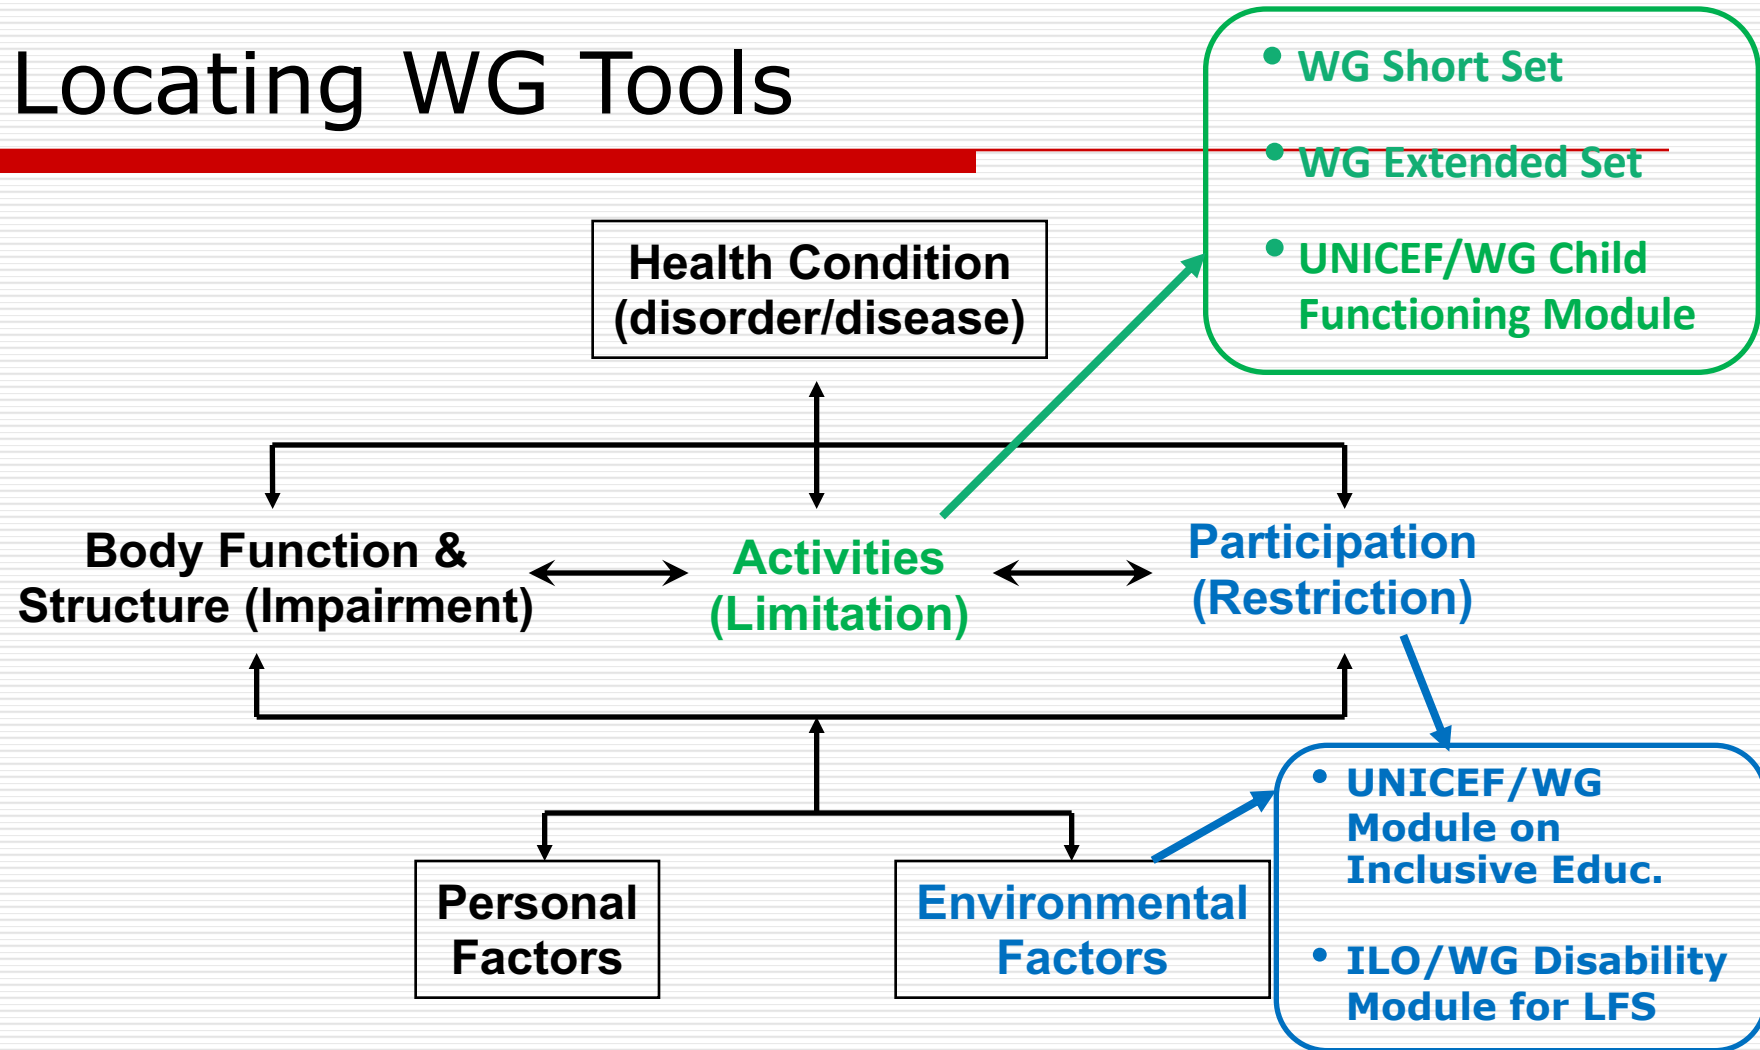 Locating WG Tools
• WG Short Set
• WG Extended Set
• UNICEF/WG Child
Functioning Module
Health Condition
(disorder/disease)
Body Function &
Structure (Impairment)
Activities
(Limitation)
Participation
(Restriction)
Personal
Factors
Environmental
Factors
• UNICEF/WG
Module on
Inclusive Educ.
• ILO/WG Disability
Module for LFS